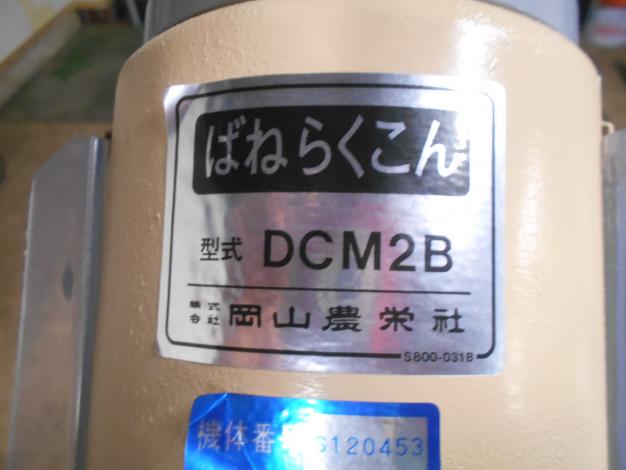 ばねらくこん
型式 DCM2B
株式会社 岡山農栄社
S800-031B
機体番号 S120453